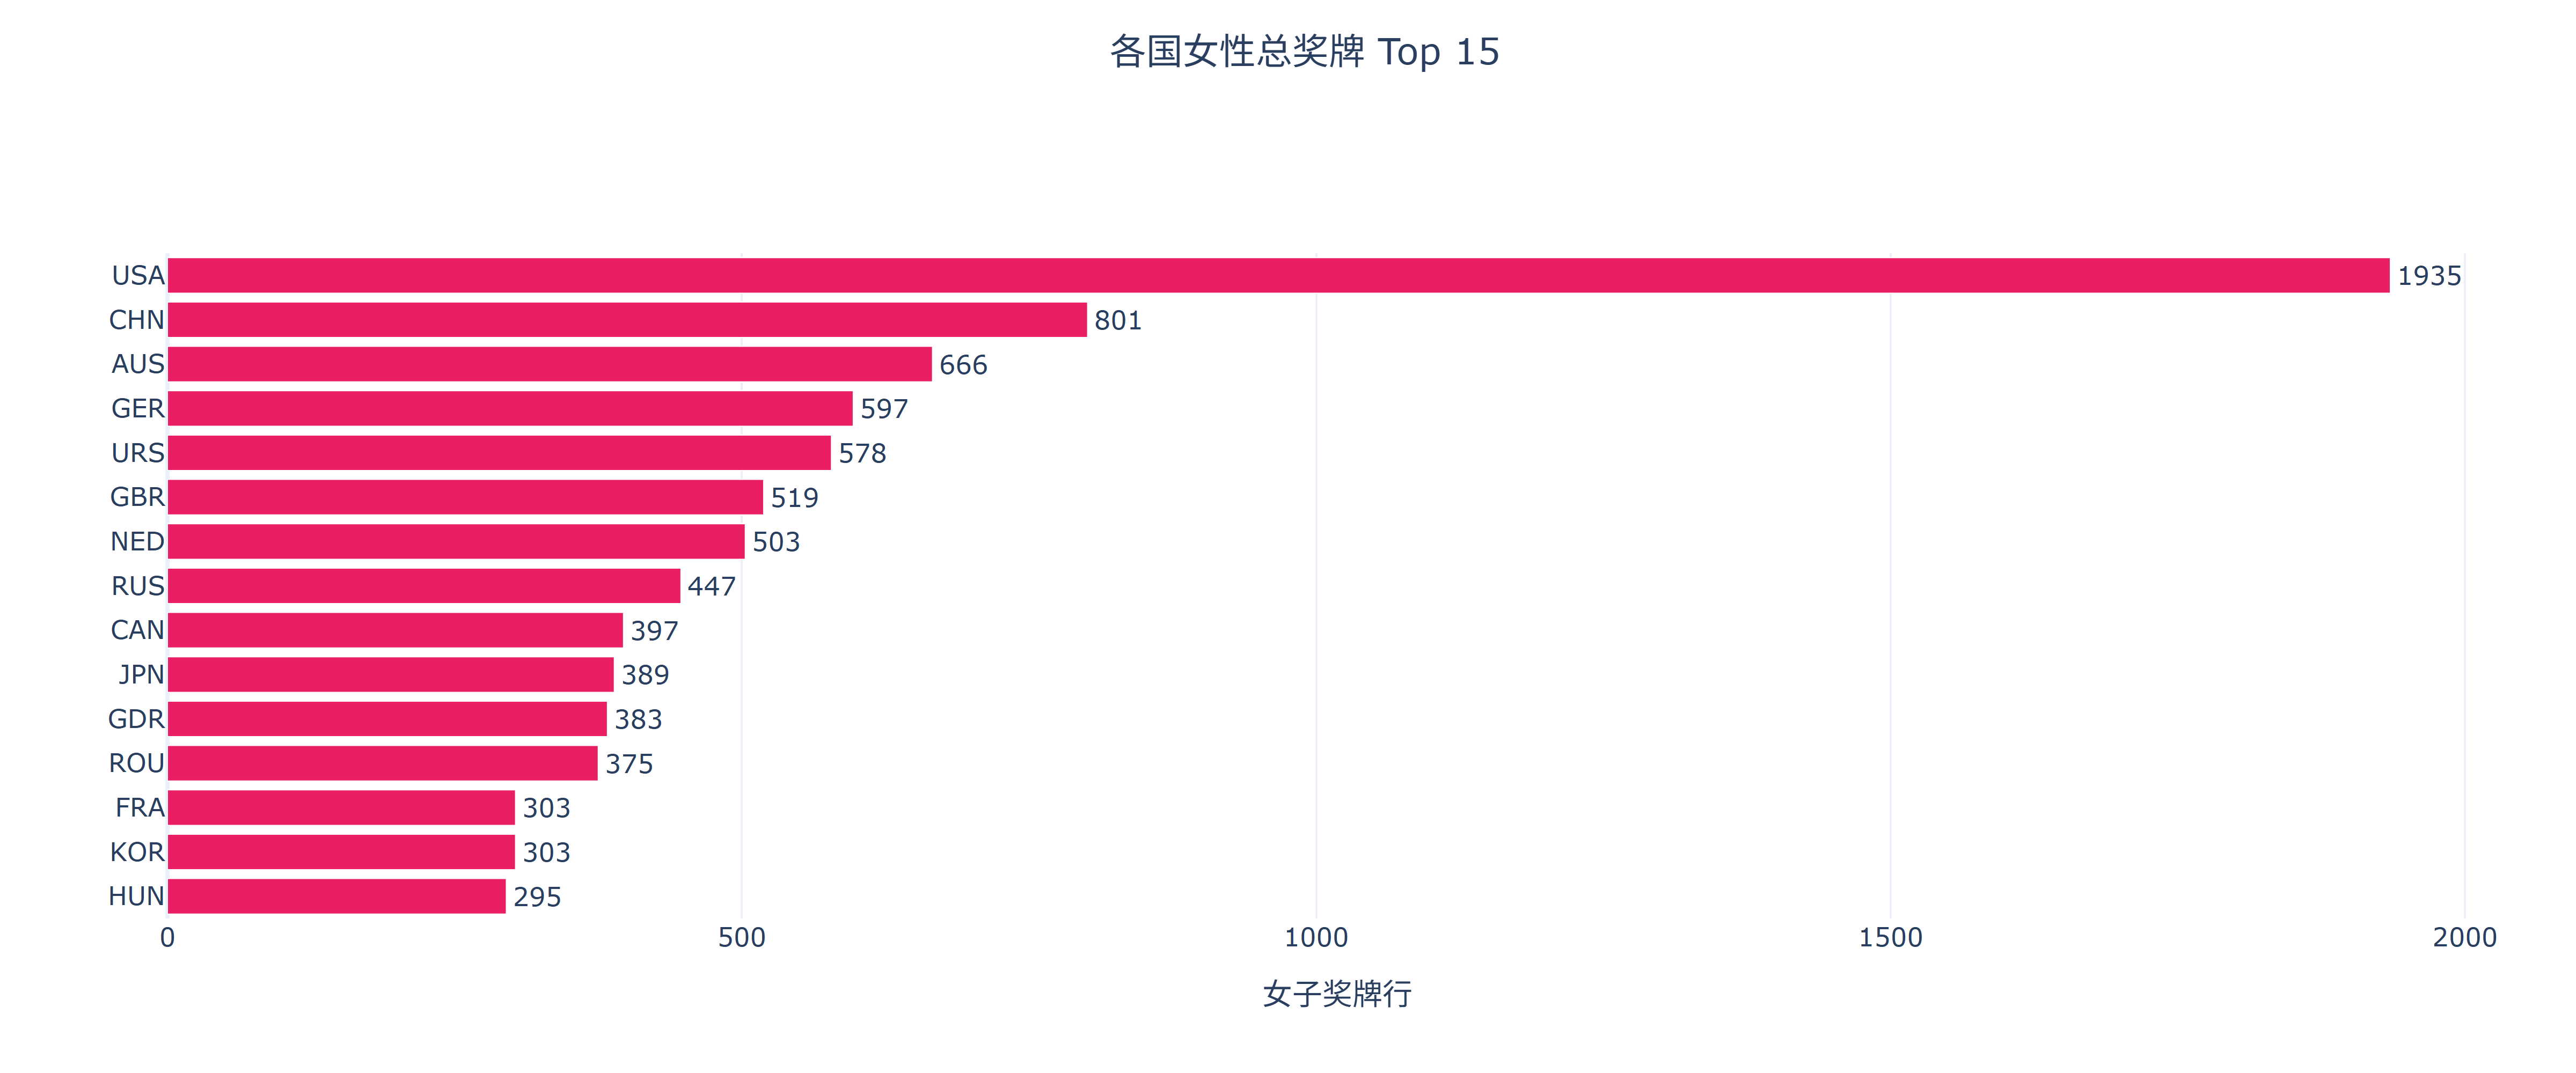 各国女性总奖牌 Top 15
USA 1935
CHN 801
AUS 666
GER 597
URS 578
GBR 519
NED 503
RUS 447
CAN 397
JPN 389
GDR 383
ROU 375
FRA 303
KOR 303
HUN 295
0 500 1000 1500 2000
女子奖牌行